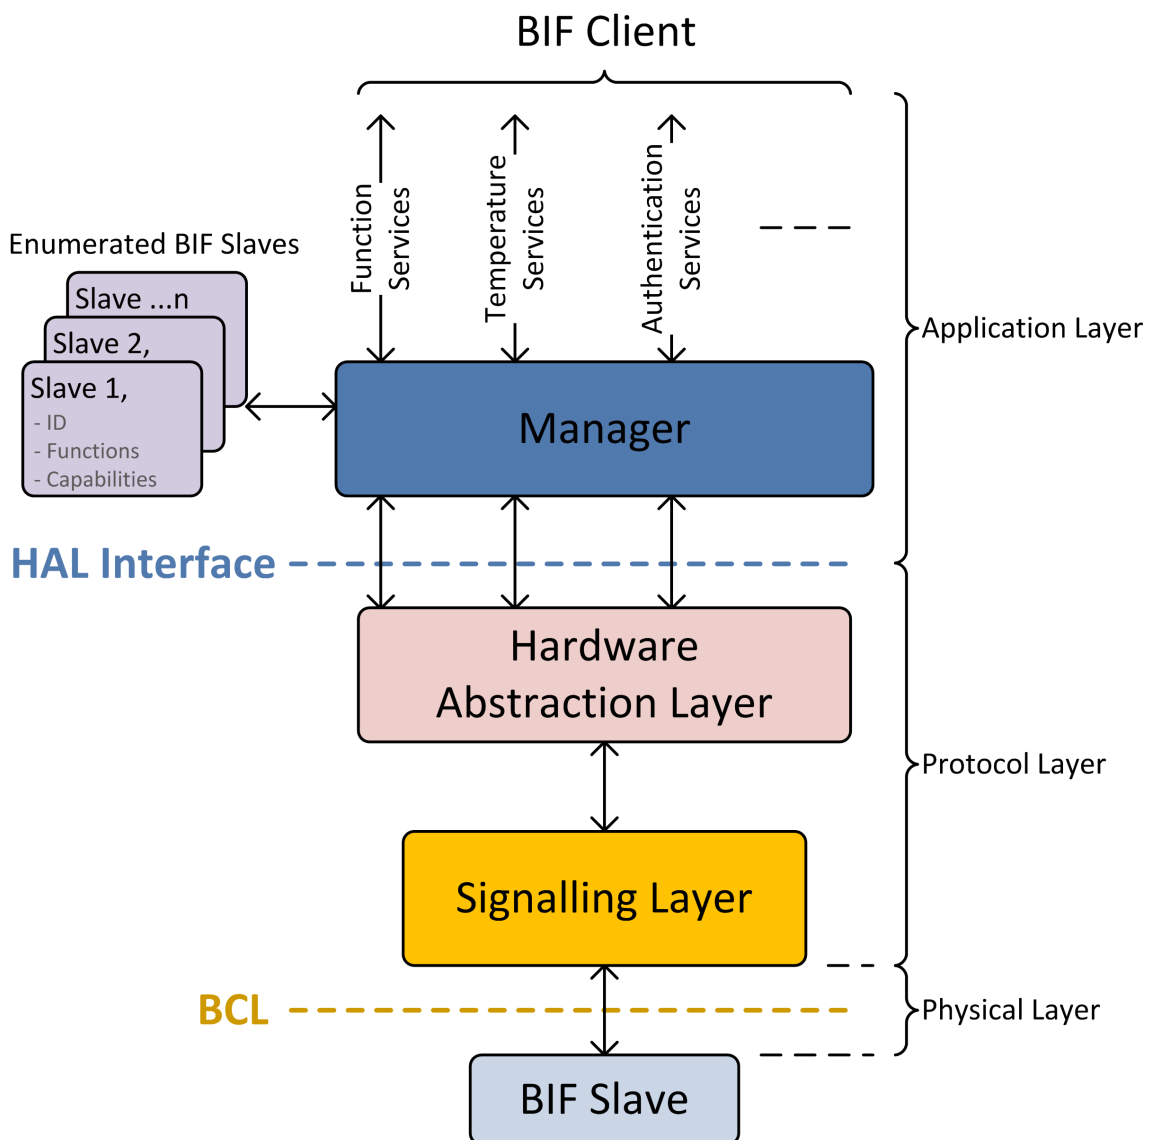 BIF Client
Function
Services
Temperature
Services
Authentication
Services
Enumerated BIF Slaves
Slave ...n
Slave 2,
Slave 1,
- ID
- Functions
- Capabilities
Manager
Application Layer
HAL Interface
Hardware
Abstraction Layer
Protocol Layer
Signalling Layer
BCL
Physical Layer
BIF Slave